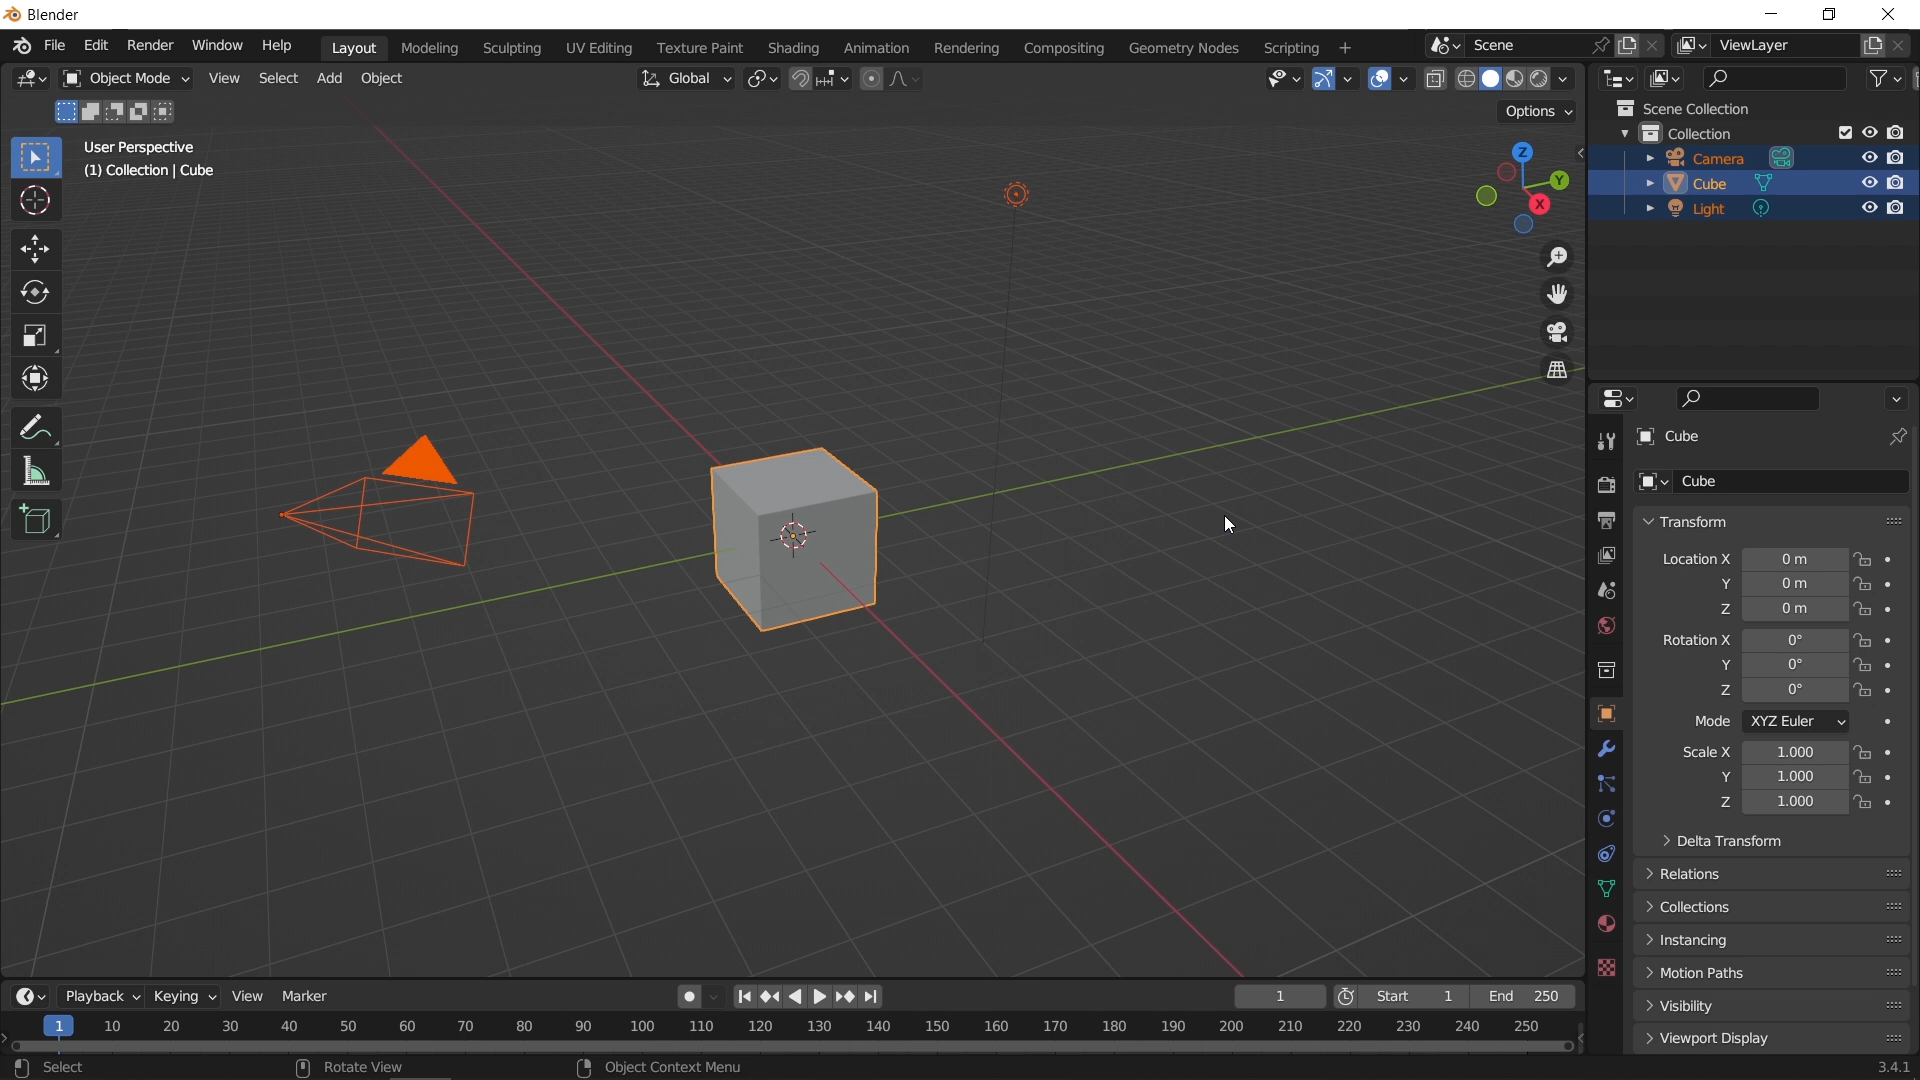 Blender
File Edit Render Window Help Layout Modeling Sculpting UV Editing Texture Paint Shading Animation Rendering Compositing Geometry Nodes Scripting + Scene ViewLayer
Object Mode View Select Add Object Global
Options
User Perspective
(1) Collection | Cube
Z
Y
X
Scene Collection
Collection
Camera
Cube
Light
Cube
Cube
Transform
Location X 0 m
Y 0 m
Z 0 m
Rotation X 0°
Y 0°
Z 0°
Mode XYZ Euler
Scale X 1.000
Y 1.000
Z 1.000
Delta Transform
Relations
Collections
Instancing
Motion Paths
Visibility
Viewport Display
Playback Keying View Marker 1 Start 1 End 250
1 10 20 30 40 50 60 70 80 90 100 110 120 130 140 150 160 170 180 190 200 210 220 230 240 250
Select Rotate View Object Context Menu 3.4.1